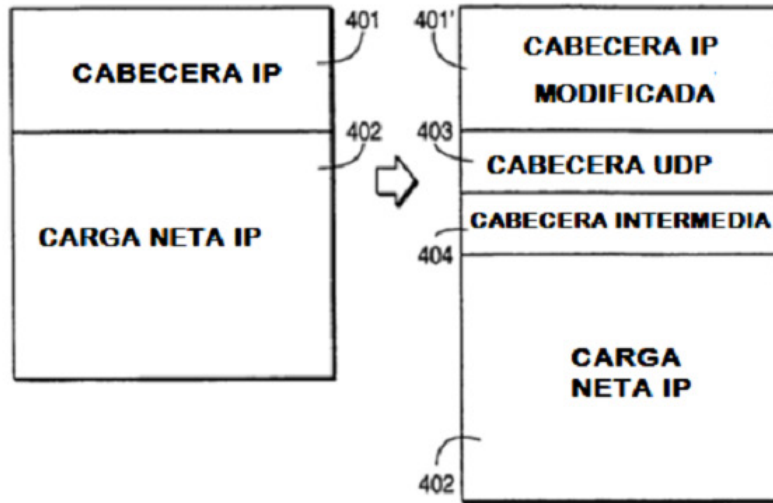 401
CABECERA IP
402
CARGA NETA IP
401'
CABECERA IP
MODIFICADA
403
CABECERA UDP
CABECERA INTERMEDIA
404
CARGA
NETA IP
402